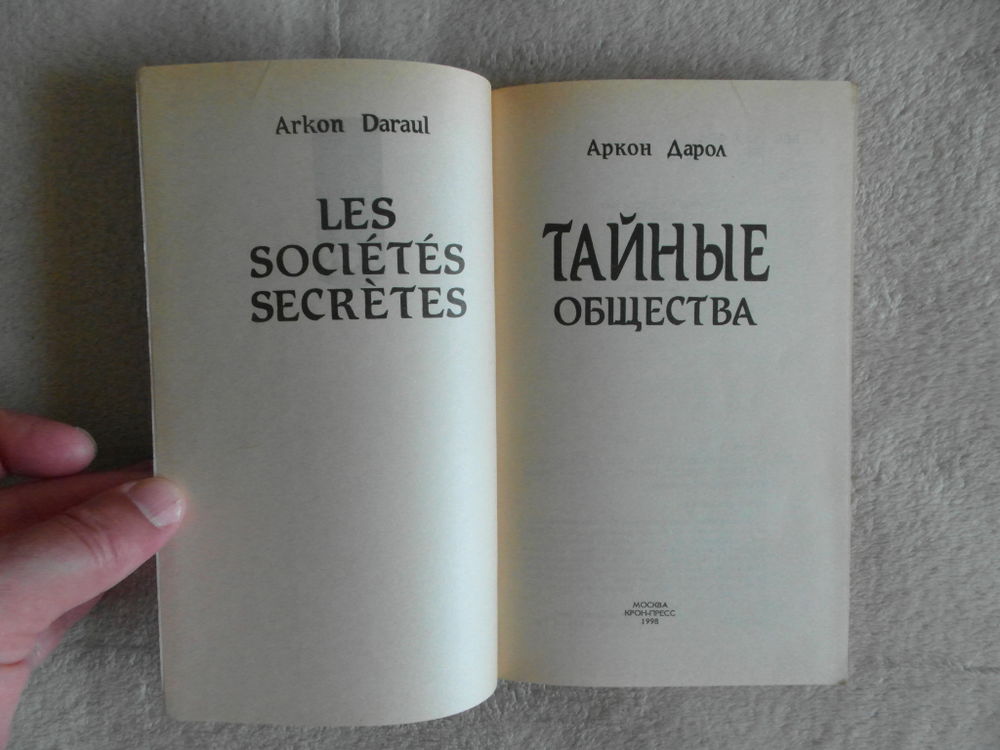 Arkon Daraul
LES
SOCIÉTÉS
SECRÈTES
Аркон Дарол
ТАЙНЫЕ
ОБЩЕСТВА
МОСКВА
КРОН-ПРЕСС
1998